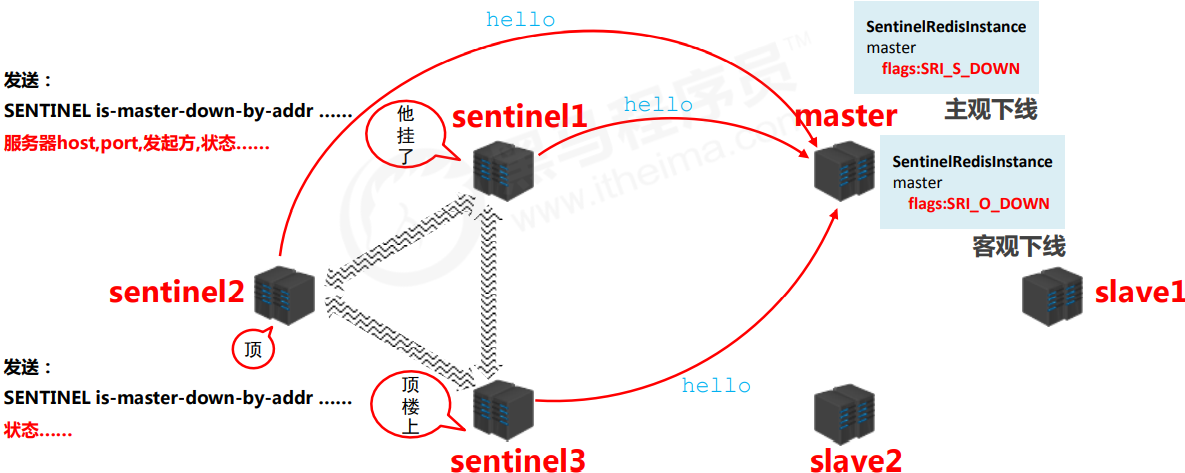 hello
SentinelRedisInstance
master
flags:SRI_S_DOWN
主观下线
发送：
SENTINEL is-master-down-by-addr ……
服务器host,port,发起方,状态……
他
挂
了
sentinel1
hello
master
SentinelRedisInstance
master
flags:SRI_O_DOWN
客观下线
黑马程序员™
www.itheima.com
sentinel2
slave1
顶
发送：
SENTINEL is-master-down-by-addr ……
状态……
顶
楼
上
hello
sentinel3
slave2